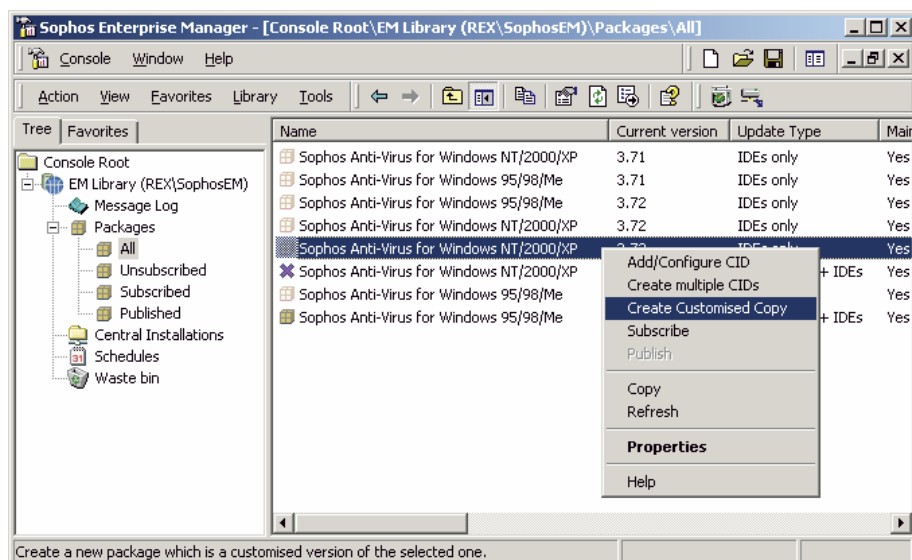 Sophos Enterprise Manager - [Console Root\EM Library (REX\SophosEM)\Packages\All]
Console Window Help
Action View Favorites Library Tools
Tree Favorites
Name Current version Update Type Mair
Console Root
EM Library (REX\SophosEM)
Message Log
Packages
All
Unsubscribed
Subscribed
Published
Central Installations
Schedules
Waste bin
Sophos Anti-Virus for Windows NT/2000/XP 3.71 IDEs only Yes
Sophos Anti-Virus for Windows 95/98/Me 3.71 IDEs only Yes
Sophos Anti-Virus for Windows 95/98/Me 3.72 IDEs only Yes
Sophos Anti-Virus for Windows NT/2000/XP 3.72 IDEs only Yes
Sophos Anti-Virus for Windows NT/2000/XP Yes
Sophos Anti-Virus for Windows NT/2000/XP + IDEs Yes
Sophos Anti-Virus for Windows 95/98/Me Yes
Sophos Anti-Virus for Windows 95/98/Me + IDEs Yes
Add/Configure CID
Create multiple CIDs
Create Customised Copy
Subscribe
Publish
Copy
Refresh
Properties
Help
Create a new package which is a customised version of the selected one.